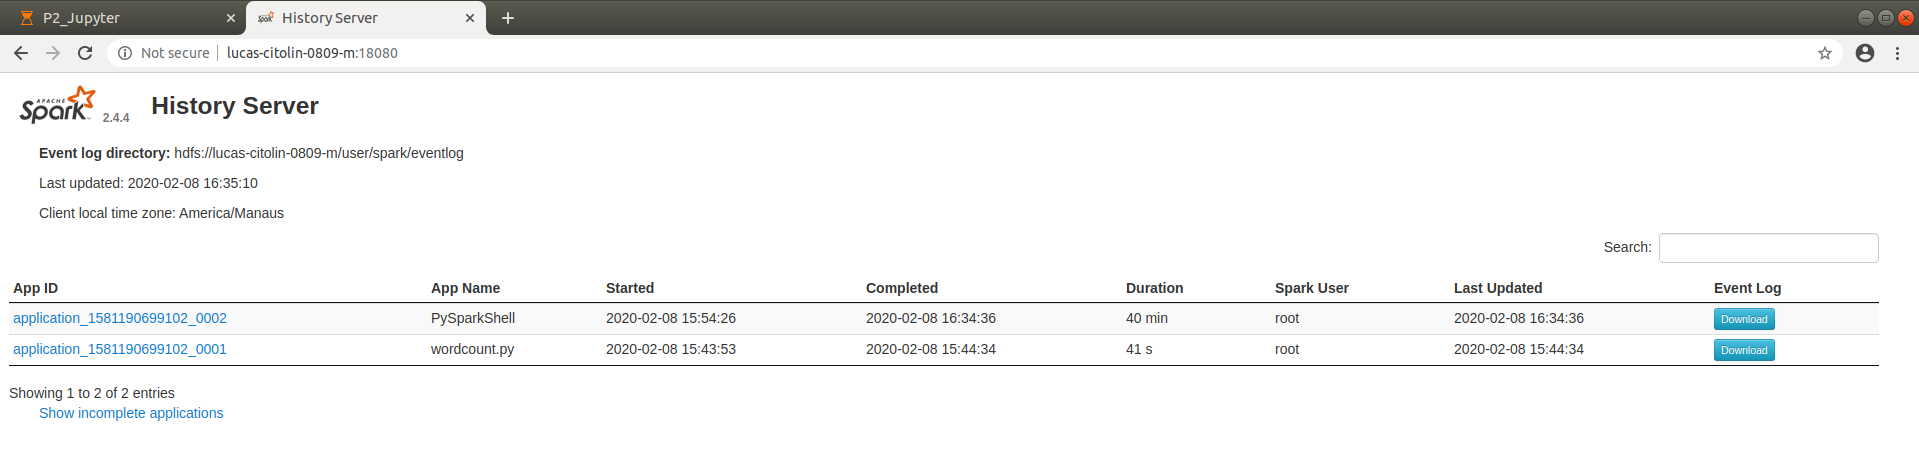 P2_Jupyter
History Server
Not secure | lucas-citolin-0809-m:18080
APACHE Spark 2.4.4 History Server
Event log directory: hdfs://lucas-citolin-0809-m/user/spark/eventlog
Last updated: 2020-02-08 16:35:10
Client local time zone: America/Manaus
Search:
App ID App Name Started Completed Duration Spark User Last Updated Event Log
application_1581190699102_0002 PySparkShell 2020-02-08 15:54:26 2020-02-08 16:34:36 40 min root 2020-02-08 16:34:36 Download
application_1581190699102_0001 wordcount.py 2020-02-08 15:43:53 2020-02-08 15:44:34 41 s root 2020-02-08 15:44:34 Download
Showing 1 to 2 of 2 entries
Show incomplete applications